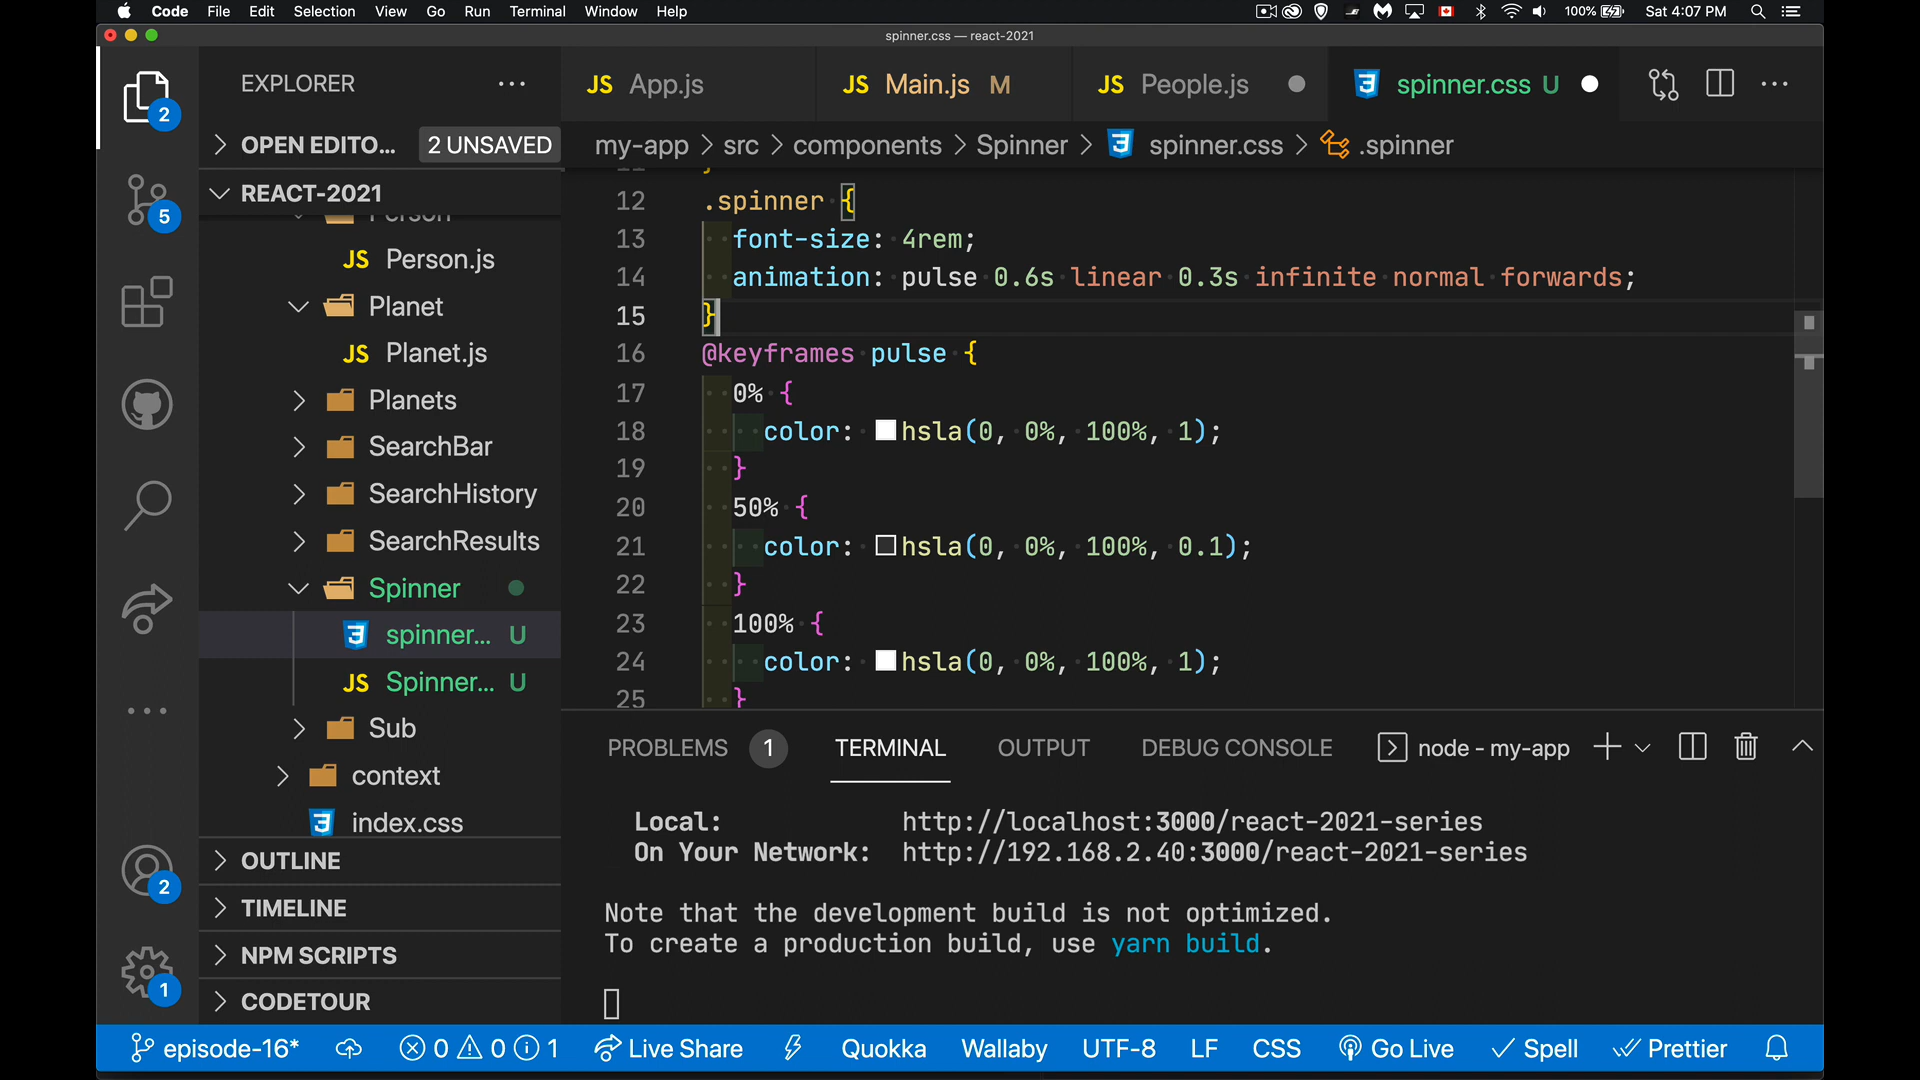 Code File Edit Selection View Go Run Terminal Window Help 100% Sat 4:07 PM
spinner.css — react-2021
EXPLORER
2
OPEN EDITO... 2 UNSAVED
REACT-2021
5
Person
JS Person.js
Planet
JS Planet.js
Planets
SearchBar
SearchHistory
SearchResults
Spinner
spinner... U
JS Spinner... U
Sub
context
index.css
OUTLINE
2
TIMELINE
NPM SCRIPTS
1
CODETOUR
JS App.js JS Main.js M JS People.js spinner.css U
my-app > src > components > Spinner > spinner.css > .spinner
11 }
12 .spinner {
13 font-size: 4rem;
14 animation: pulse 0.6s linear 0.3s infinite normal forwards;
15 }
16 @keyframes pulse {
17 0% {
18 color: hsla(0, 0%, 100%, 1);
19 }
20 50% {
21 color: hsla(0, 0%, 100%, 0.1);
22 }
23 100% {
24 color: hsla(0, 0%, 100%, 1);
25 }
PROBLEMS 1 TERMINAL OUTPUT DEBUG CONSOLE node - my-app
Local: http://localhost:3000/react-2021-series
On Your Network: http://192.168.2.40:3000/react-2021-series
Note that the development build is not optimized.
To create a production build, use yarn build.
episode-16* 0 0 1 Live Share Quokka Wallaby UTF-8 LF CSS Go Live Spell Prettier